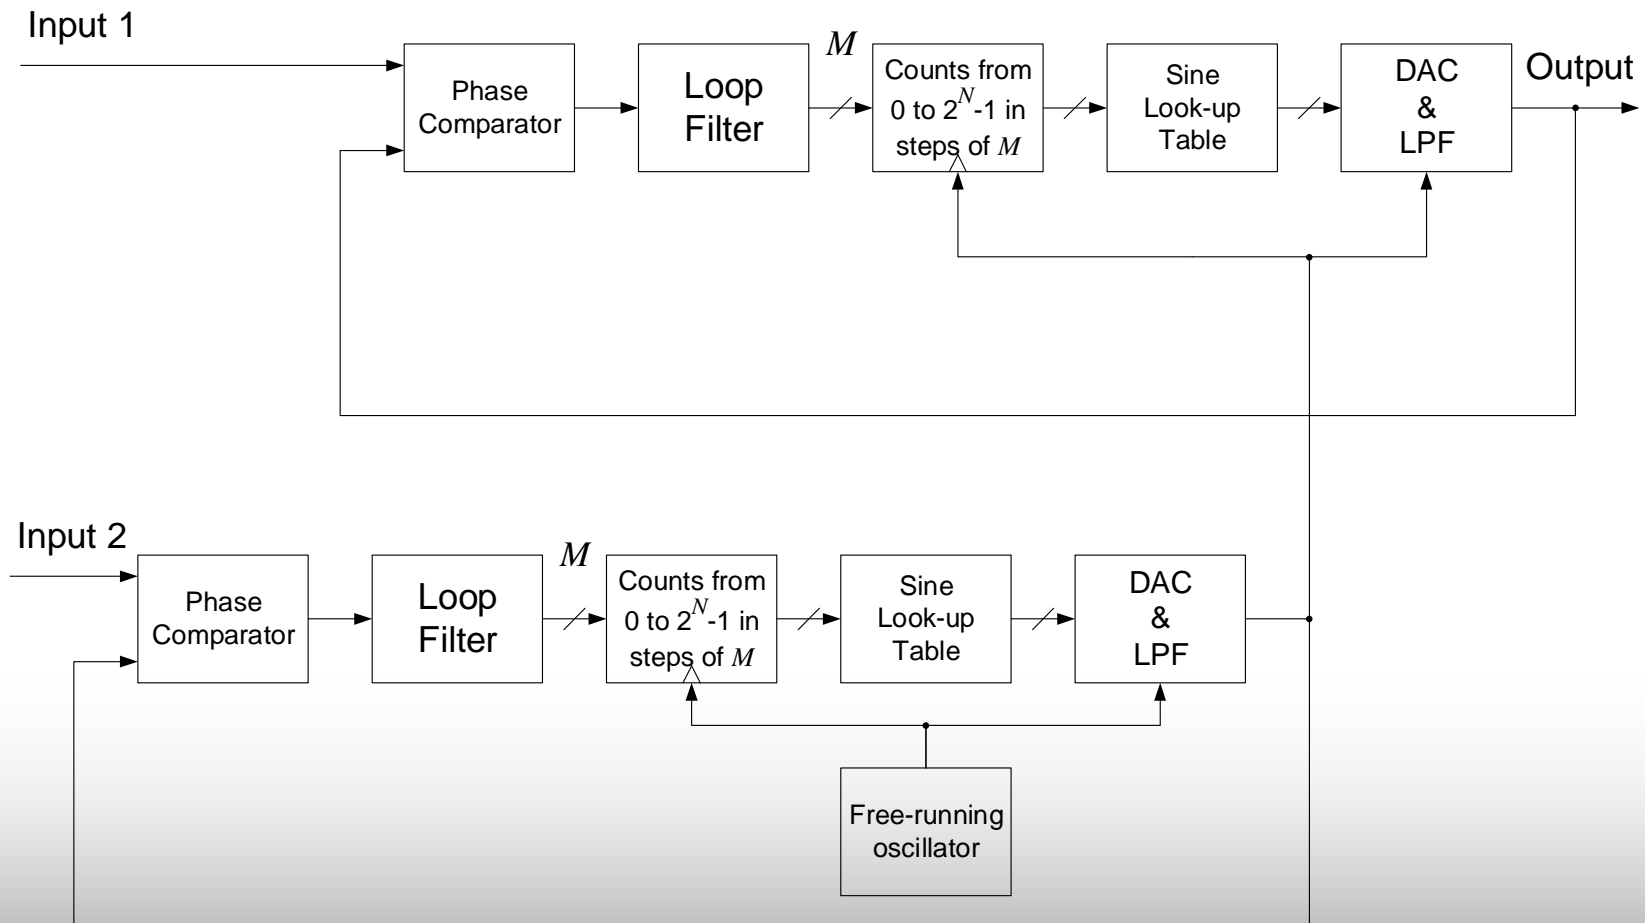 Input 1
Phase
Comparator
Loop
Filter
M
Counts from
0 to 2^N-1 in
steps of M
Sine
Look-up
Table
DAC
&
LPF
Output
Input 2
Phase
Comparator
Loop
Filter
M
Counts from
0 to 2^N-1 in
steps of M
Sine
Look-up
Table
DAC
&
LPF
Free-running
oscillator